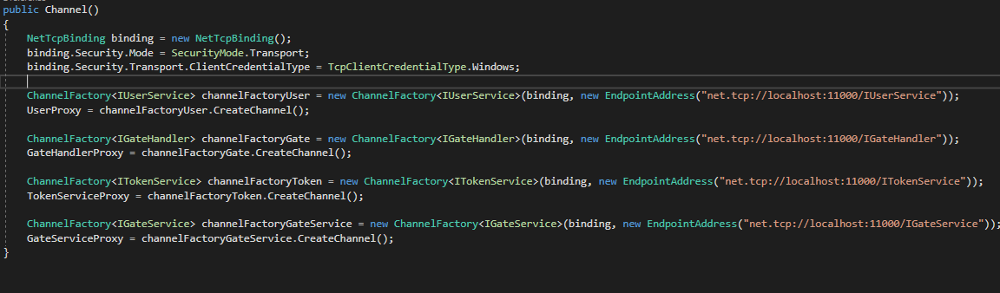 public Channel()
{
NetTcpBinding binding = new NetTcpBinding();
binding.Security.Mode = SecurityMode.Transport;
binding.Security.Transport.ClientCredentialType = TcpClientCredentialType.Windows;
ChannelFactory<IUserService> channelFactoryUser = new ChannelFactory<IUserService>(binding, new EndpointAddress("net.tcp://localhost:11000/IUserService"));
UserProxy = channelFactoryUser.CreateChannel();
ChannelFactory<IGateHandler> channelFactoryGate = new ChannelFactory<IGateHandler>(binding, new EndpointAddress("net.tcp://localhost:11000/IGateHandler"));
GateHandlerProxy = channelFactoryGate.CreateChannel();
ChannelFactory<ITokenService> channelFactoryToken = new ChannelFactory<ITokenService>(binding, new EndpointAddress("net.tcp://localhost:11000/ITokenService"));
TokenServiceProxy = channelFactoryToken.CreateChannel();
ChannelFactory<IGateService> channelFactoryGateService = new ChannelFactory<IGateService>(binding, new EndpointAddress("net.tcp://localhost:11000/IGateService"));
GateServiceProxy = channelFactoryGateService.CreateChannel();
}